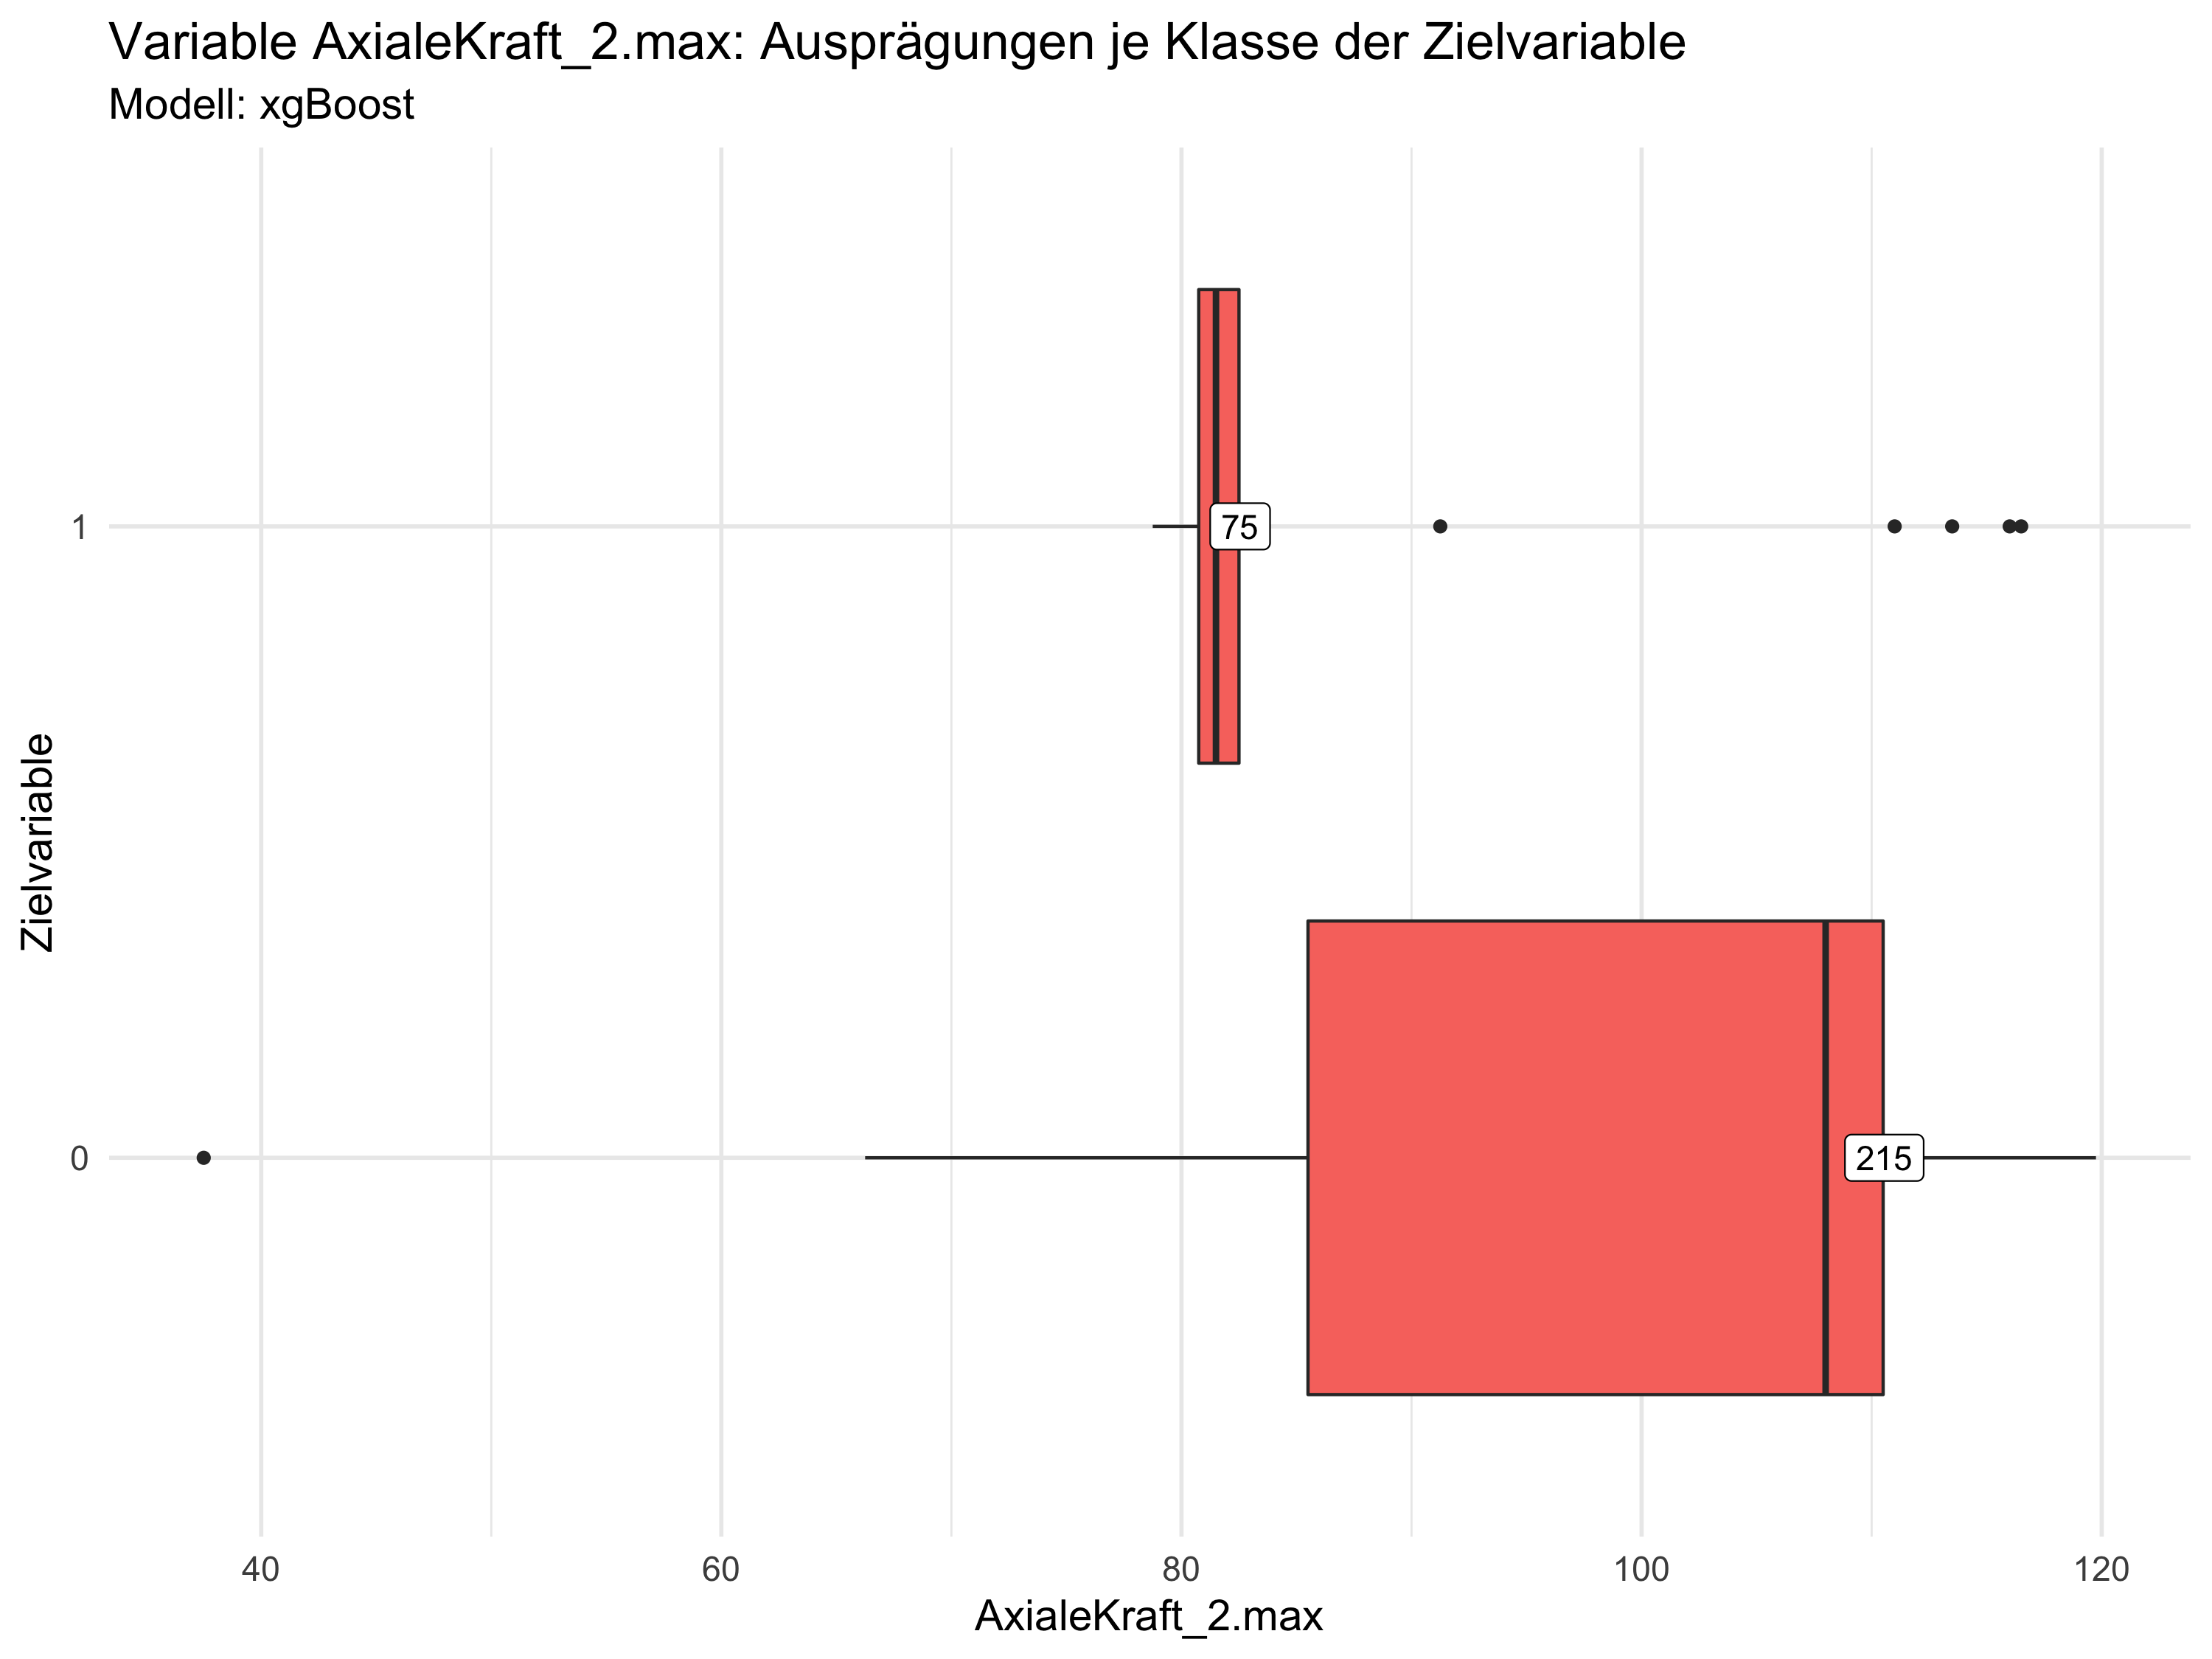 Variable AxialeKraft_2.max: Ausprägungen je Klasse der Zielvariable
Modell: xgBoost
Zielvariable
1
75
0
215
40 60 80 100 120
AxialeKraft_2.max